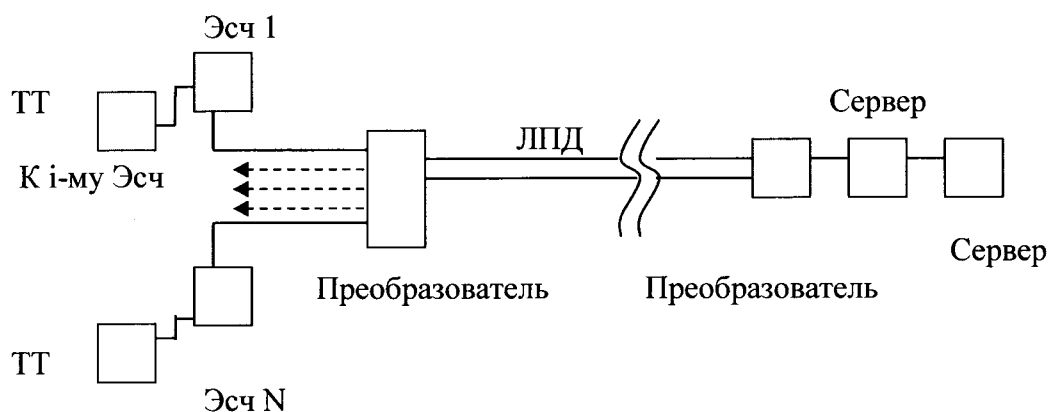 Эсч 1
ТТ
Сервер
ЛПД
К i-му Эсч
Сервер
Преобразователь
Преобразователь
ТТ
Эсч N